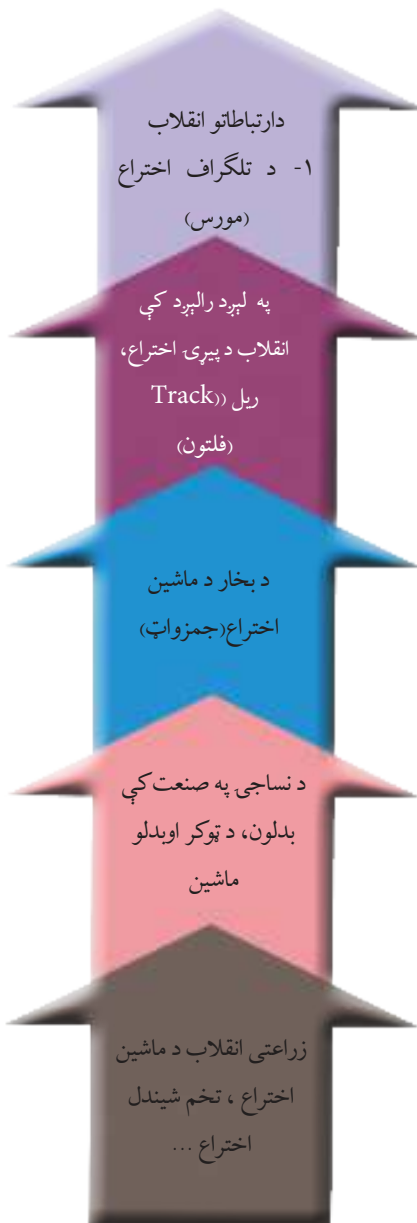 دارتباطاتو انقلاب
۱- د تلگراف اختراع
(مورس)
په لېږد رالېږد کې
انقلاب د پېړۍ اختراع،
ریل ((Track
(فلتون)
د بخار د ماشین
اختراع(جمزواټ)
د نساجۍ په صنعت کې
بدلون، د ټوکر اوبدلو
ماشین
زراعتی انقلاب د ماشین
اختراع ، تخم شیندل
اختراع ...